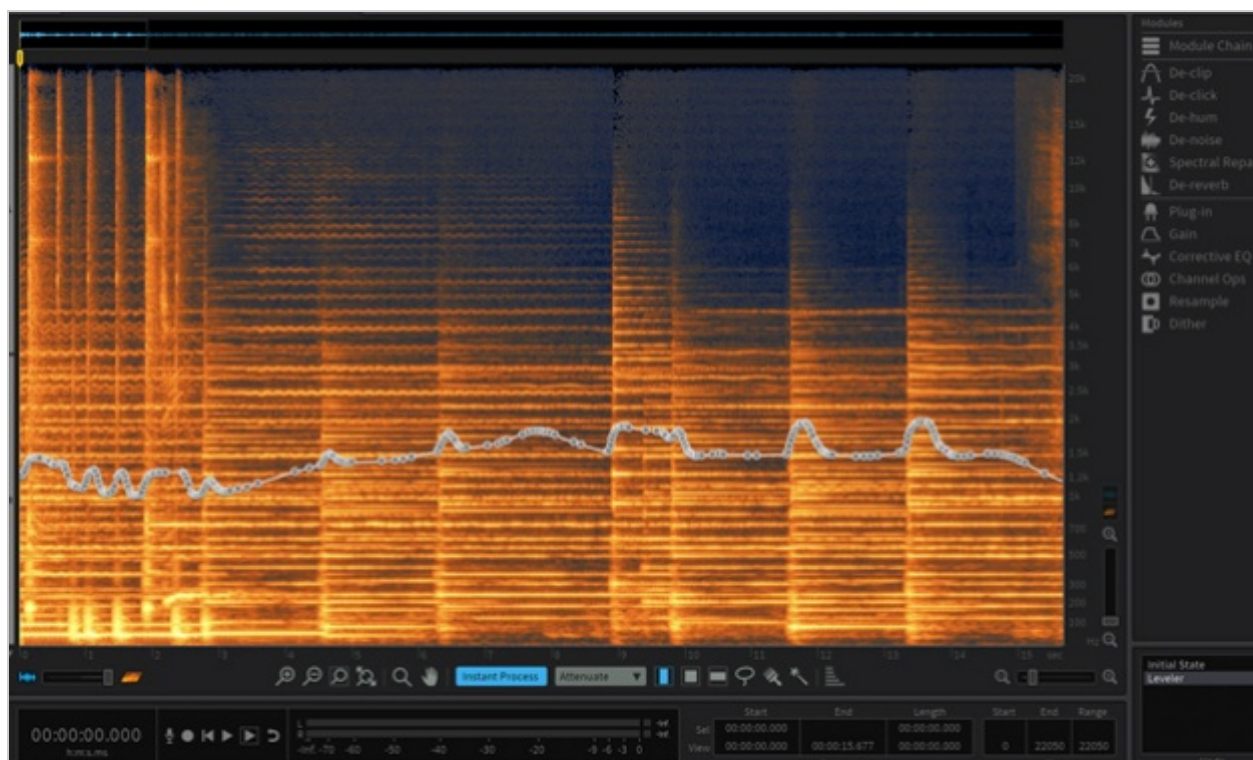 Modules
Module Chain
De-clip
De-click
De-hum
De-noise
Spectral Repa
De-reverb
Plug-in
Gain
Corrective EQ
Channel Ops
Resample
Dither
20k
15k
12k
10k
8k
7k
6k
5k
4k
3.5k
3k
2.5k
2k
1.5k
1.2k
1k
700
500
300
200
100
Hz
0 1 2 3 4 5 6 7 8 9 10 11 12 13 14 15 sec
Instant Process Attenuate
Initial State
Leveler
00:00:00.000
h:m:s.ms
L
R
-Inf. -70 -60 -50 -40 -30 -20 -9 -6 -3 0
-Inf.
-Inf.
Start End Length Start End Range
Sel 00:00:00.000 00:00:00.000
View 00:00:00.000 00:00:15.677 00:00:00.000 0 22050 22050